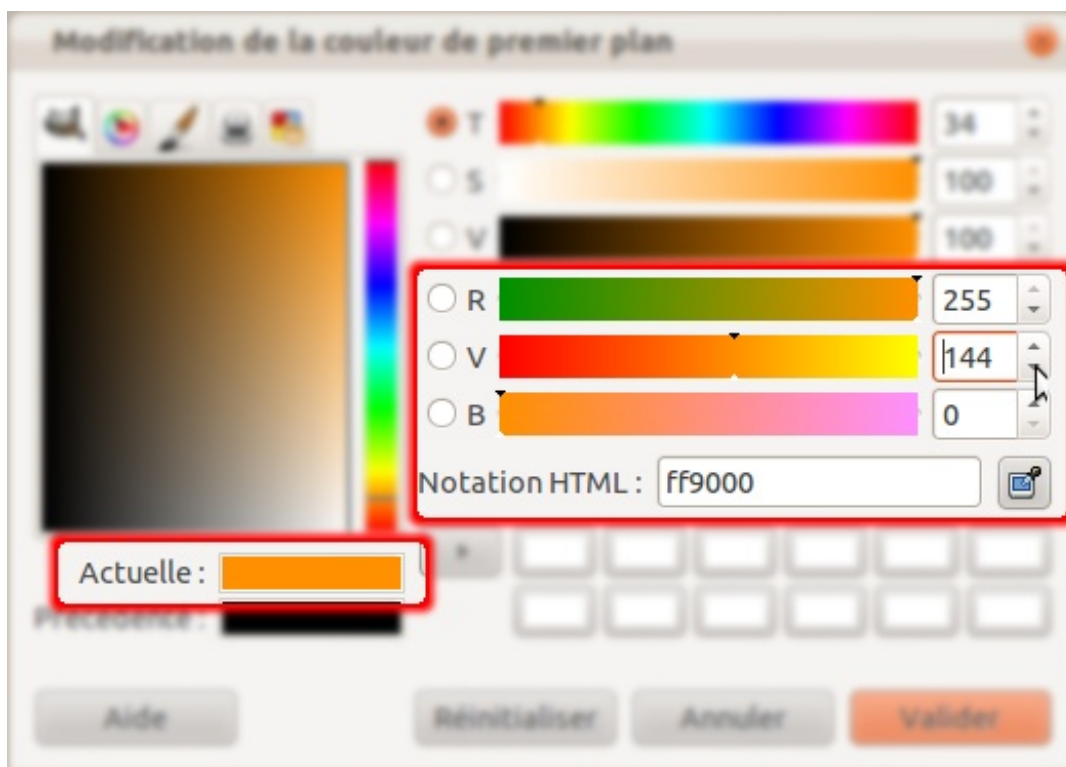 Modification de la couleur de premier plan
T 34
S 100
V 100
R 255
V 144
B 0
Notation HTML : ff9000
Actuelle :
Précédente :
Aide Réinitialiser Annuler Valider